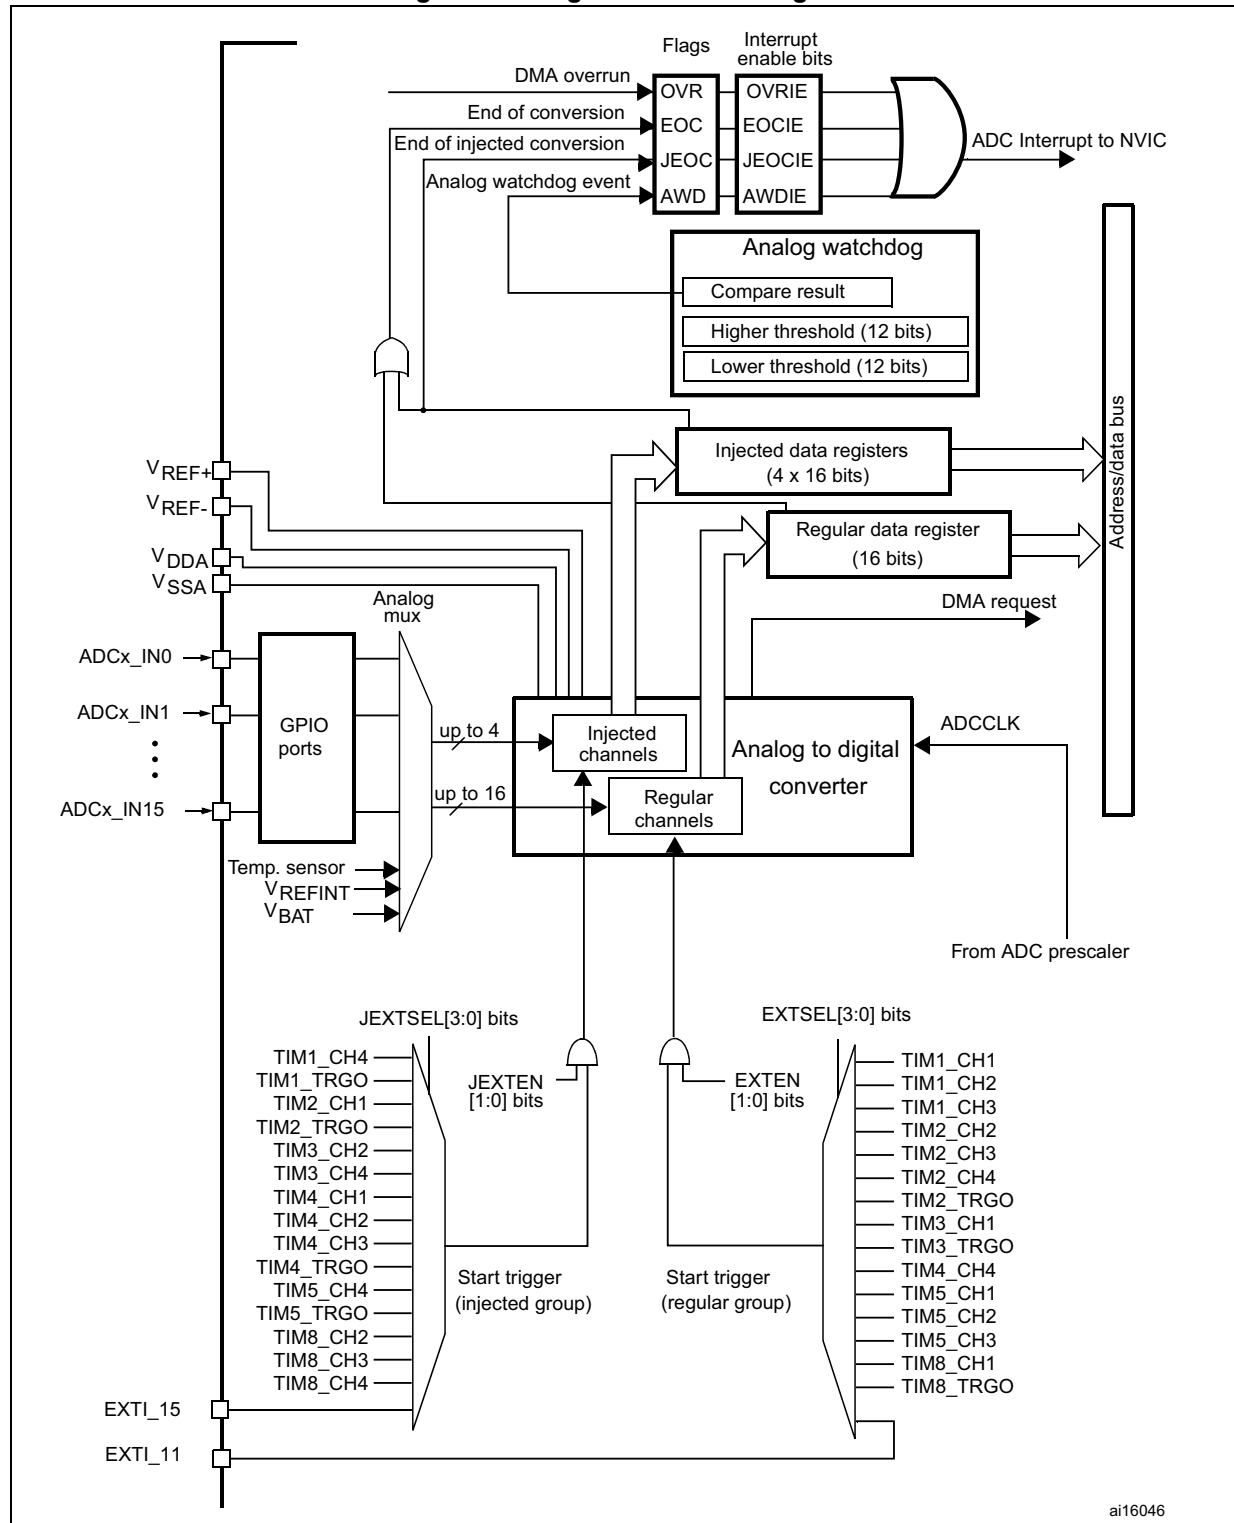 Flags
Interrupt
enable bits
DMA overrun
OVR
OVRIE
End of conversion
EOC
EOCIE
End of injected conversion
JEOC
JEOCIE
ADC Interrupt to NVIC
Analog watchdog event
AWD
AWDIE
Analog watchdog
Compare result
Higher threshold (12 bits)
Lower threshold (12 bits)
Address/data bus
Injected data registers
(4 x 16 bits)
Regular data register
(16 bits)
VREF+
VREF-
VDDA
VSSA
Analog
mux
DMA request
ADCx_IN0
ADCx_IN1
ADCx_IN15
GPIO
ports
up to 4
up to 16
Injected
channels
Regular
channels
Analog to digital
converter
ADCCLK
Temp. sensor
VREFINT
VBAT
From ADC prescaler
JEXTSEL[3:0] bits
EXTSEL[3:0] bits
JEXTEN
[1:0] bits
EXTEN
[1:0] bits
TIM1_CH4
TIM1_TRGO
TIM2_CH1
TIM2_TRGO
TIM3_CH2
TIM3_CH4
TIM4_CH1
TIM4_CH2
TIM4_CH3
TIM4_TRGO
TIM5_CH4
TIM5_TRGO
TIM8_CH2
TIM8_CH3
TIM8_CH4
Start trigger
(injected group)
Start trigger
(regular group)
TIM1_CH1
TIM1_CH2
TIM1_CH3
TIM2_CH2
TIM2_CH3
TIM2_CH4
TIM2_TRGO
TIM3_CH1
TIM3_TRGO
TIM4_CH4
TIM5_CH1
TIM5_CH2
TIM5_CH3
TIM8_CH1
TIM8_TRGO
EXTI_15
EXTI_11
ai16046